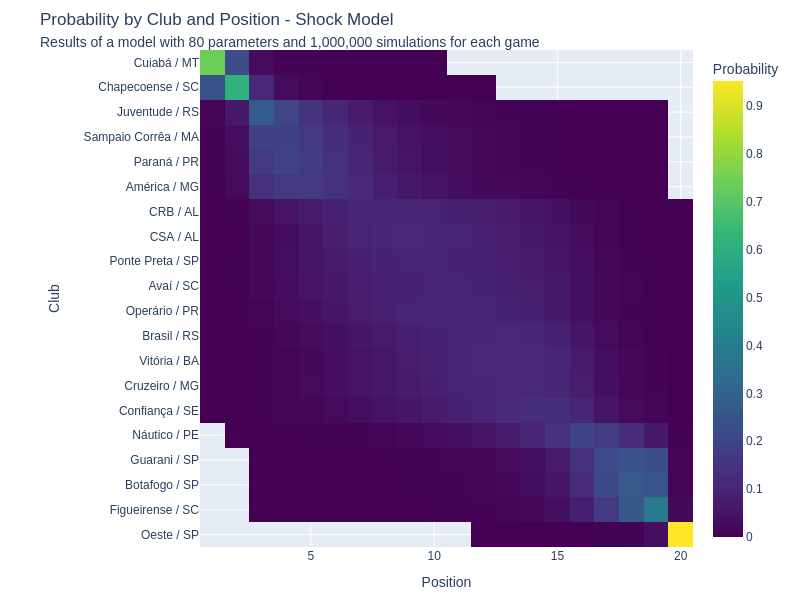 Probability by Club and Position - Shock Model
Results of a model with 80 parameters and 1,000,000 simulations for each game
Probability
Cuiabá / MT
Chapecoense / SC
Juventude / RS
Sampaio Corrêa / MA
Paraná / PR
América / MG
CRB / AL
CSA / AL
Ponte Preta / SP
Avaí / SC
Operário / PR
Brasil / RS
Vitória / BA
Cruzeiro / MG
Confiança / SE
Náutico / PE
Guarani / SP
Botafogo / SP
Figueirense / SC
Oeste / SP
Club
5
10
15
20
Position
0.9
0.8
0.7
0.6
0.5
0.4
0.3
0.2
0.1
0